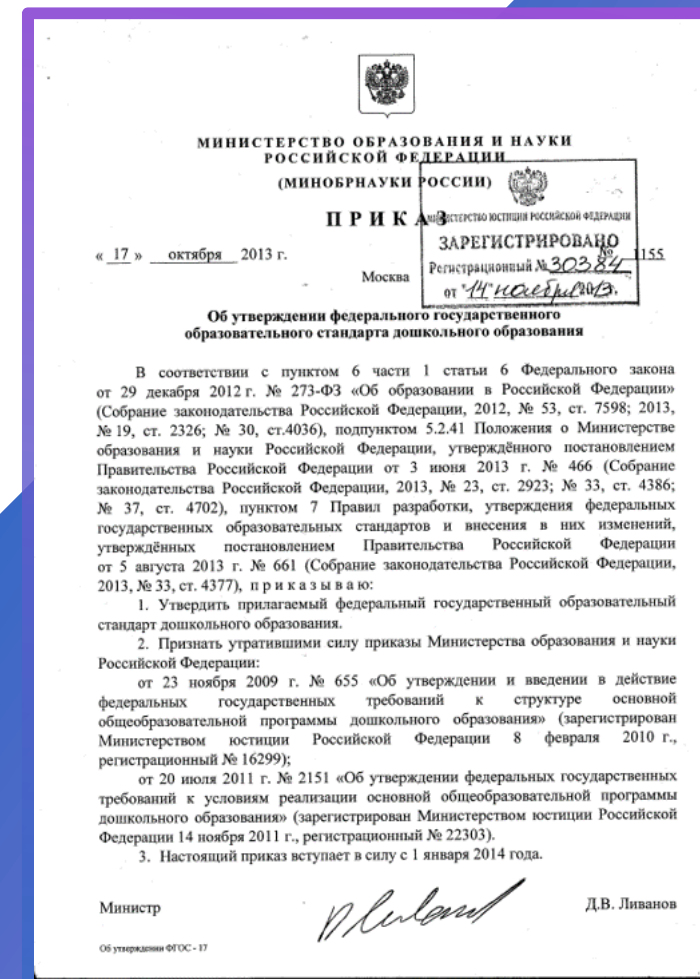 МИНИСТЕРСТВО ОБРАЗОВАНИЯ И НАУКИ
РОССИЙСКОЙ ФЕДЕРАЦИИ
(МИНОБРНАУКИ РОССИИ)
МИНИСТЕРСТВО ЮСТИЦИИ РОССИЙСКОЙ ФЕДЕРАЦИИ
П Р И К А З
ЗАРЕГИСТРИРОВАНО
« 17 » октября 2013 г. № 1155
Регистрационный № 30384
Москва
от "14" ноября 2013.
Об утверждении федерального государственного
образовательного стандарта дошкольного образования
В соответствии с пунктом 6 части 1 статьи 6 Федерального закона
от 29 декабря 2012 г. № 273-ФЗ «Об образовании в Российской Федерации»
(Собрание законодательства Российской Федерации, 2012, № 53, ст. 7598; 2013,
№ 19, ст. 2326; № 30, ст.4036), подпунктом 5.2.41 Положения о Министерстве
образования и науки Российской Федерации, утверждённого постановлением
Правительства Российской Федерации от 3 июня 2013 г. № 466 (Собрание
законодательства Российской Федерации, 2013, № 23, ст. 2923; № 33, ст. 4386;
№ 37, ст. 4702), пунктом 7 Правил разработки, утверждения федеральных
государственных образовательных стандартов и внесения в них изменений,
утверждённых постановлением Правительства Российской Федерации
от 5 августа 2013 г. № 661 (Собрание законодательства Российской Федерации,
2013, № 33, ст. 4377), п р и к а з ы в а ю:
1. Утвердить прилагаемый федеральный государственный образовательный
стандарт дошкольного образования.
2. Признать утратившими силу приказы Министерства образования и науки
Российской Федерации:
от 23 ноября 2009 г. № 655 «Об утверждении и введении в действие
федеральных государственных требований к структуре основной
общеобразовательной программы дошкольного образования» (зарегистрирован
Министерством юстиции Российской Федерации 8 февраля 2010 г.,
регистрационный № 16299);
от 20 июля 2011 г. № 2151 «Об утверждении федеральных государственных
требований к условиям реализации основной общеобразовательной программы
дошкольного образования» (зарегистрирован Министерством юстиции Российской
Федерации 14 ноября 2011 г., регистрационный № 22303).
3. Настоящий приказ вступает в силу с 1 января 2014 года.
Министр Д.В. Ливанов
Об утверждении ФГОС - 17